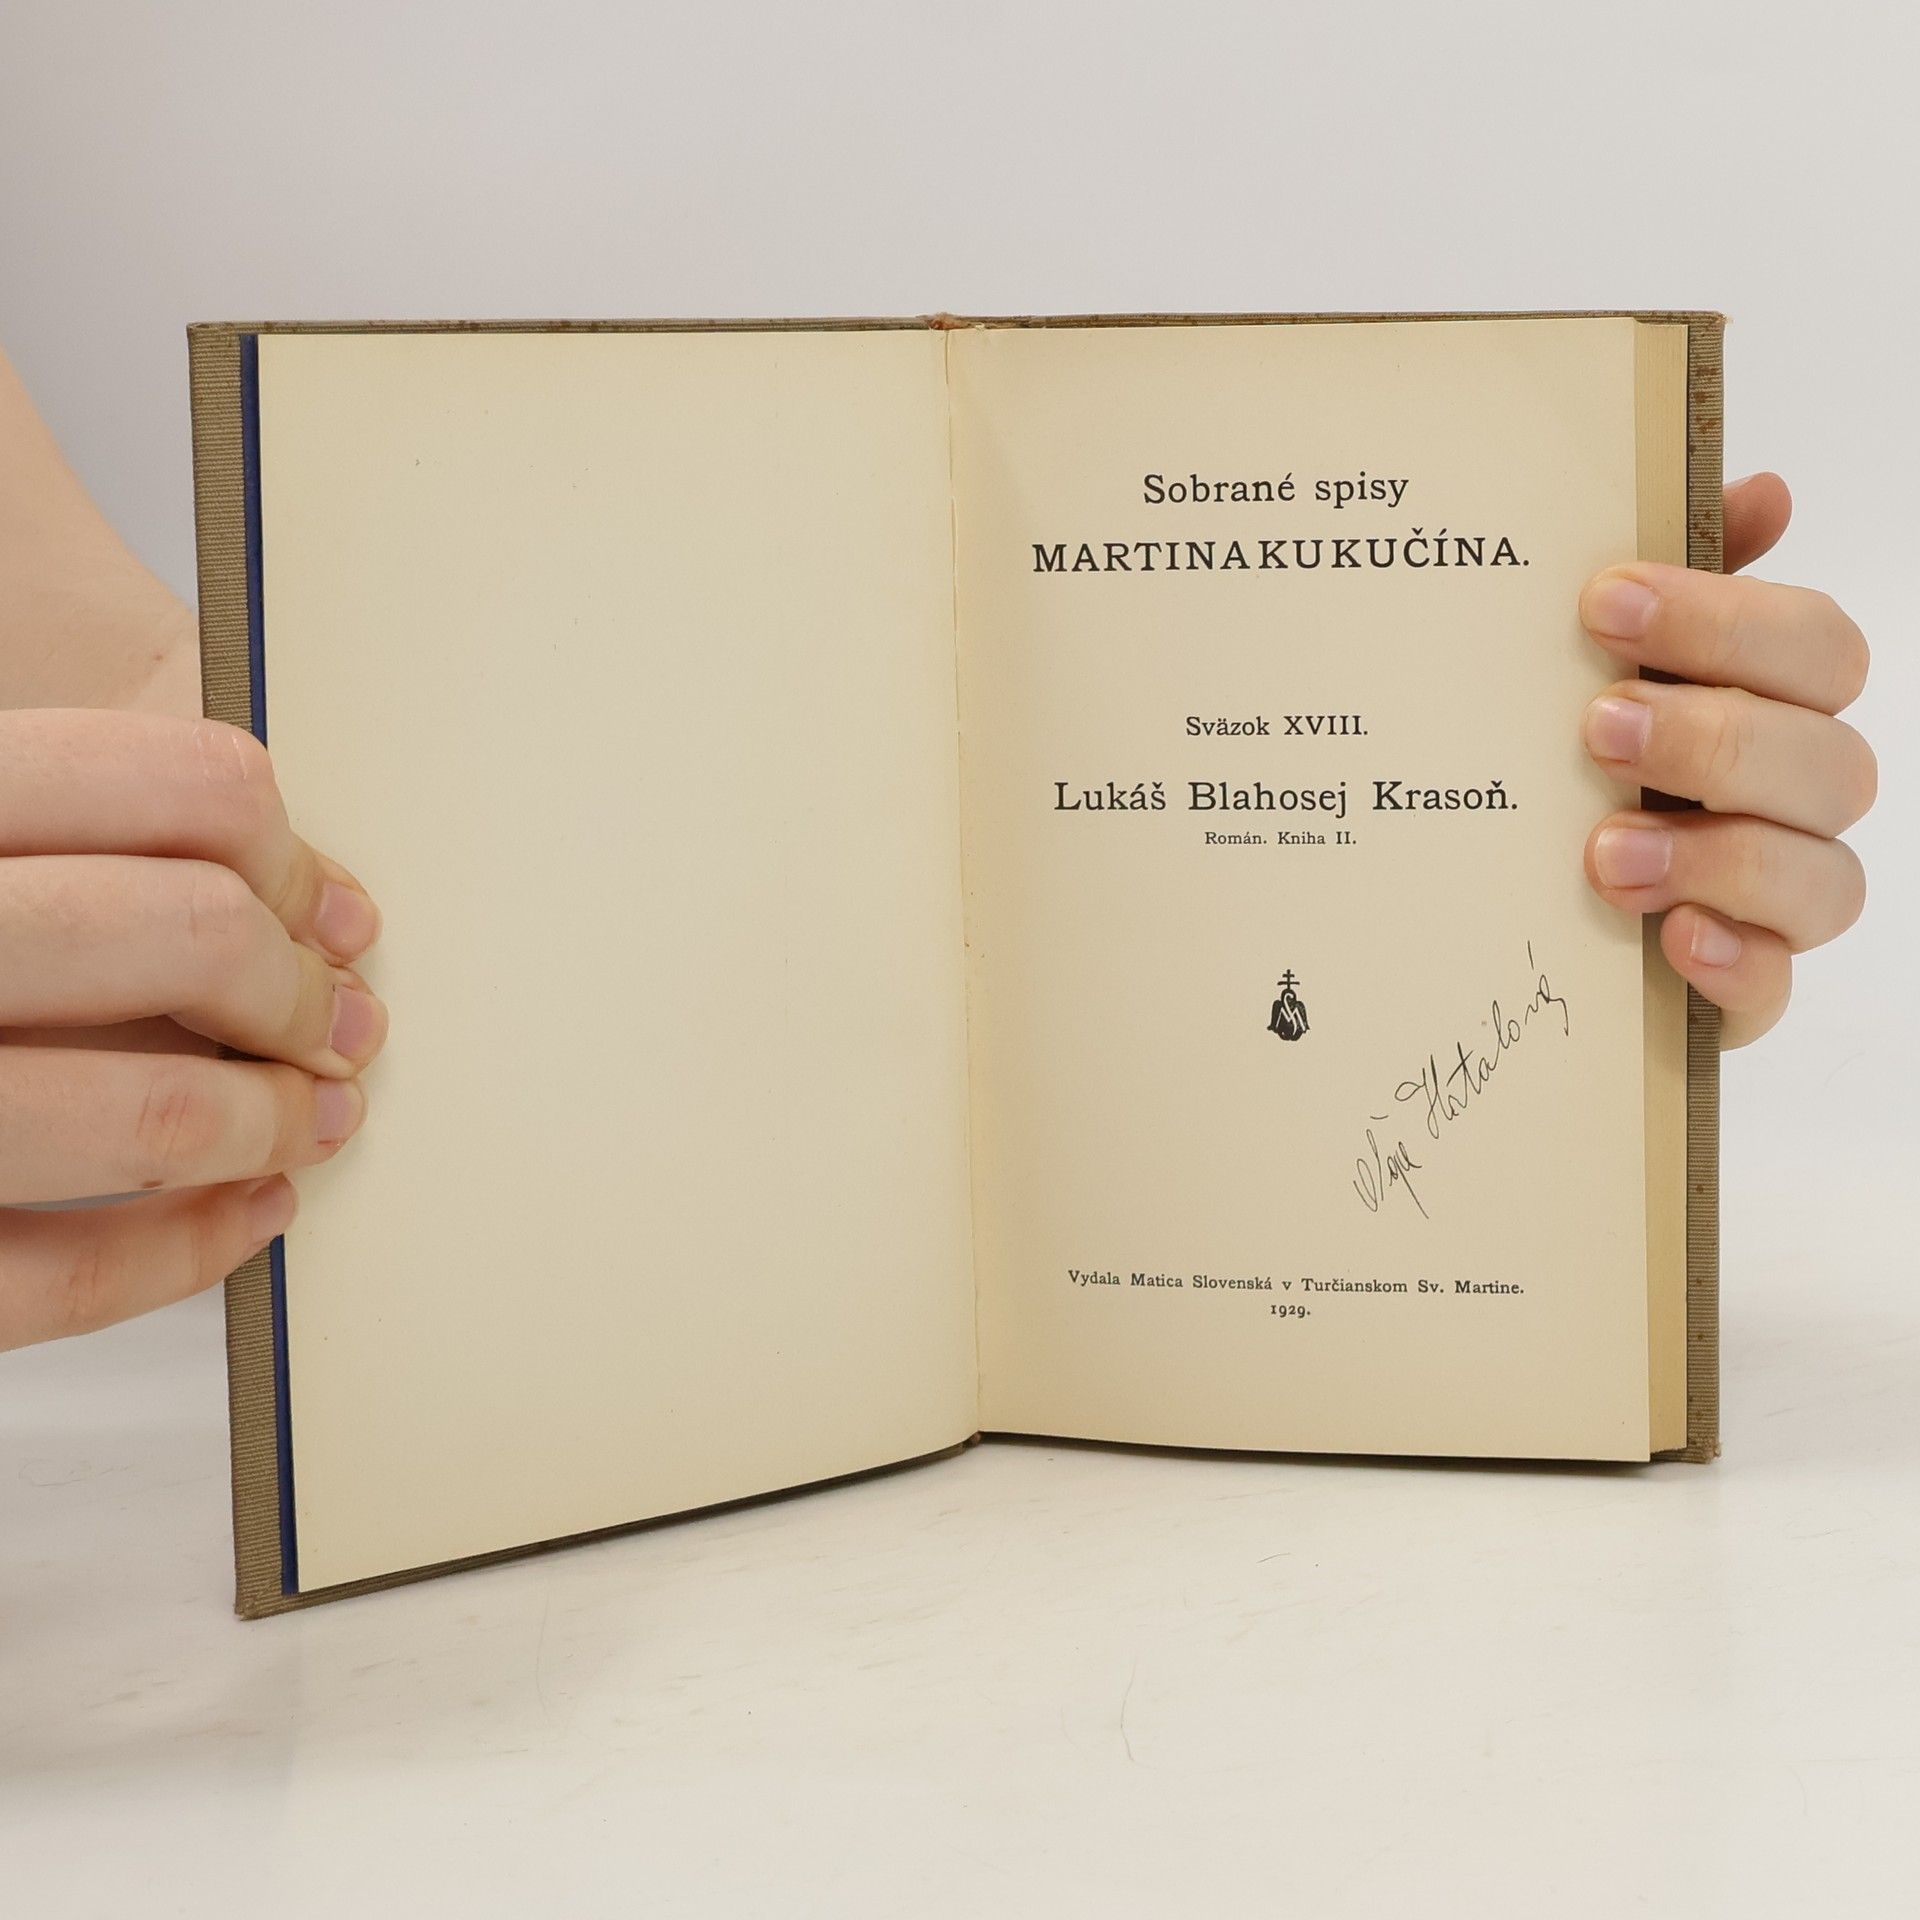 Sobrané spisy
MARTINA KUKUČÍNA.
Sväzok XVIII.
Lukáš Blahosej Krasoň.
Román. Kniha II.
Vydala Matica Slovenská v Turčianskom Sv. Martine.
1929.